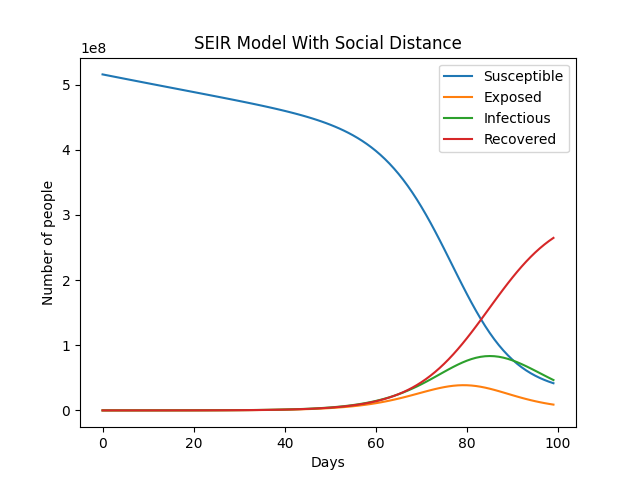 SEIR Model With Social Distance
1e8
Susceptible
Exposed
Infectious
Recovered
5
4
3
2
1
0
Number of people
0 20 40 60 80 100
Days